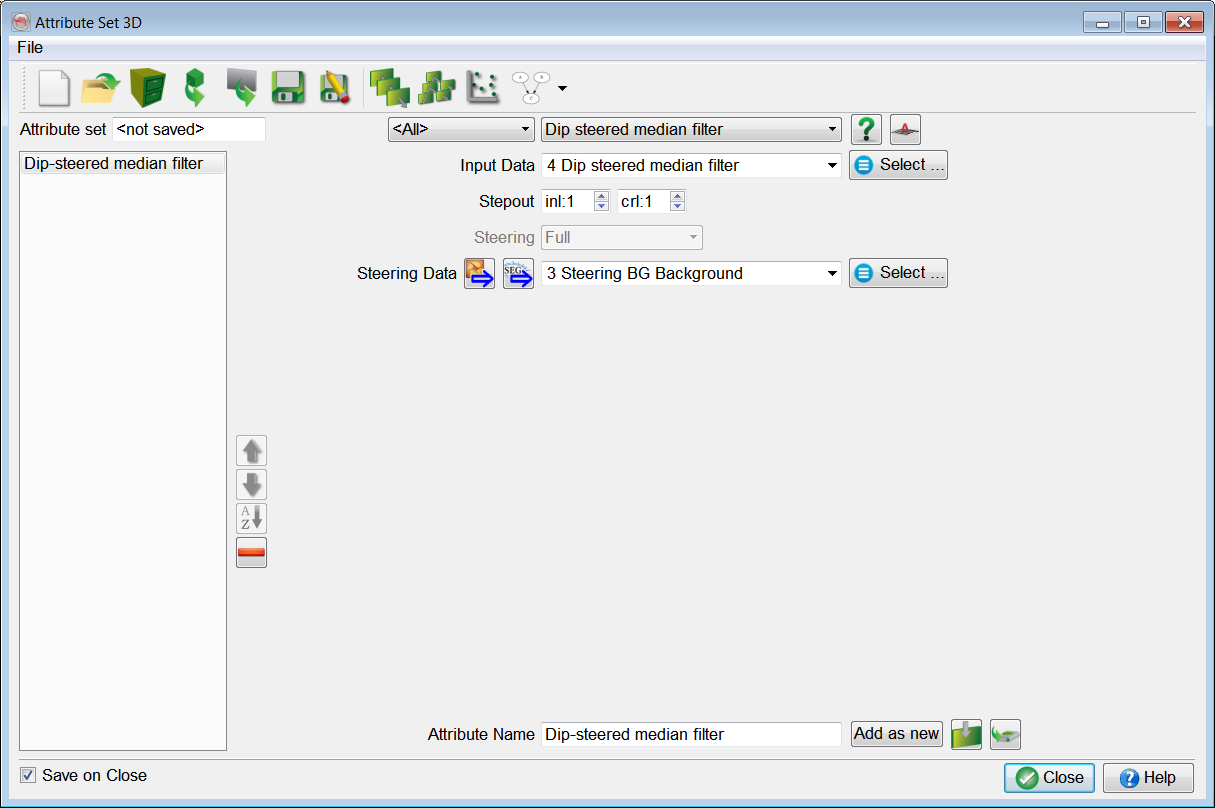 Attribute Set 3D
File
Attribute set <not saved> <All> Dip steered median filter
Dip-steered median filter
Input Data 4 Dip steered median filter Select ...
Stepout inl:1 crl:1
Steering Full
Steering Data SEG 3 Steering BG Background Select ...
A
Z
Attribute Name Dip-steered median filter Add as new
Save on Close Close Help